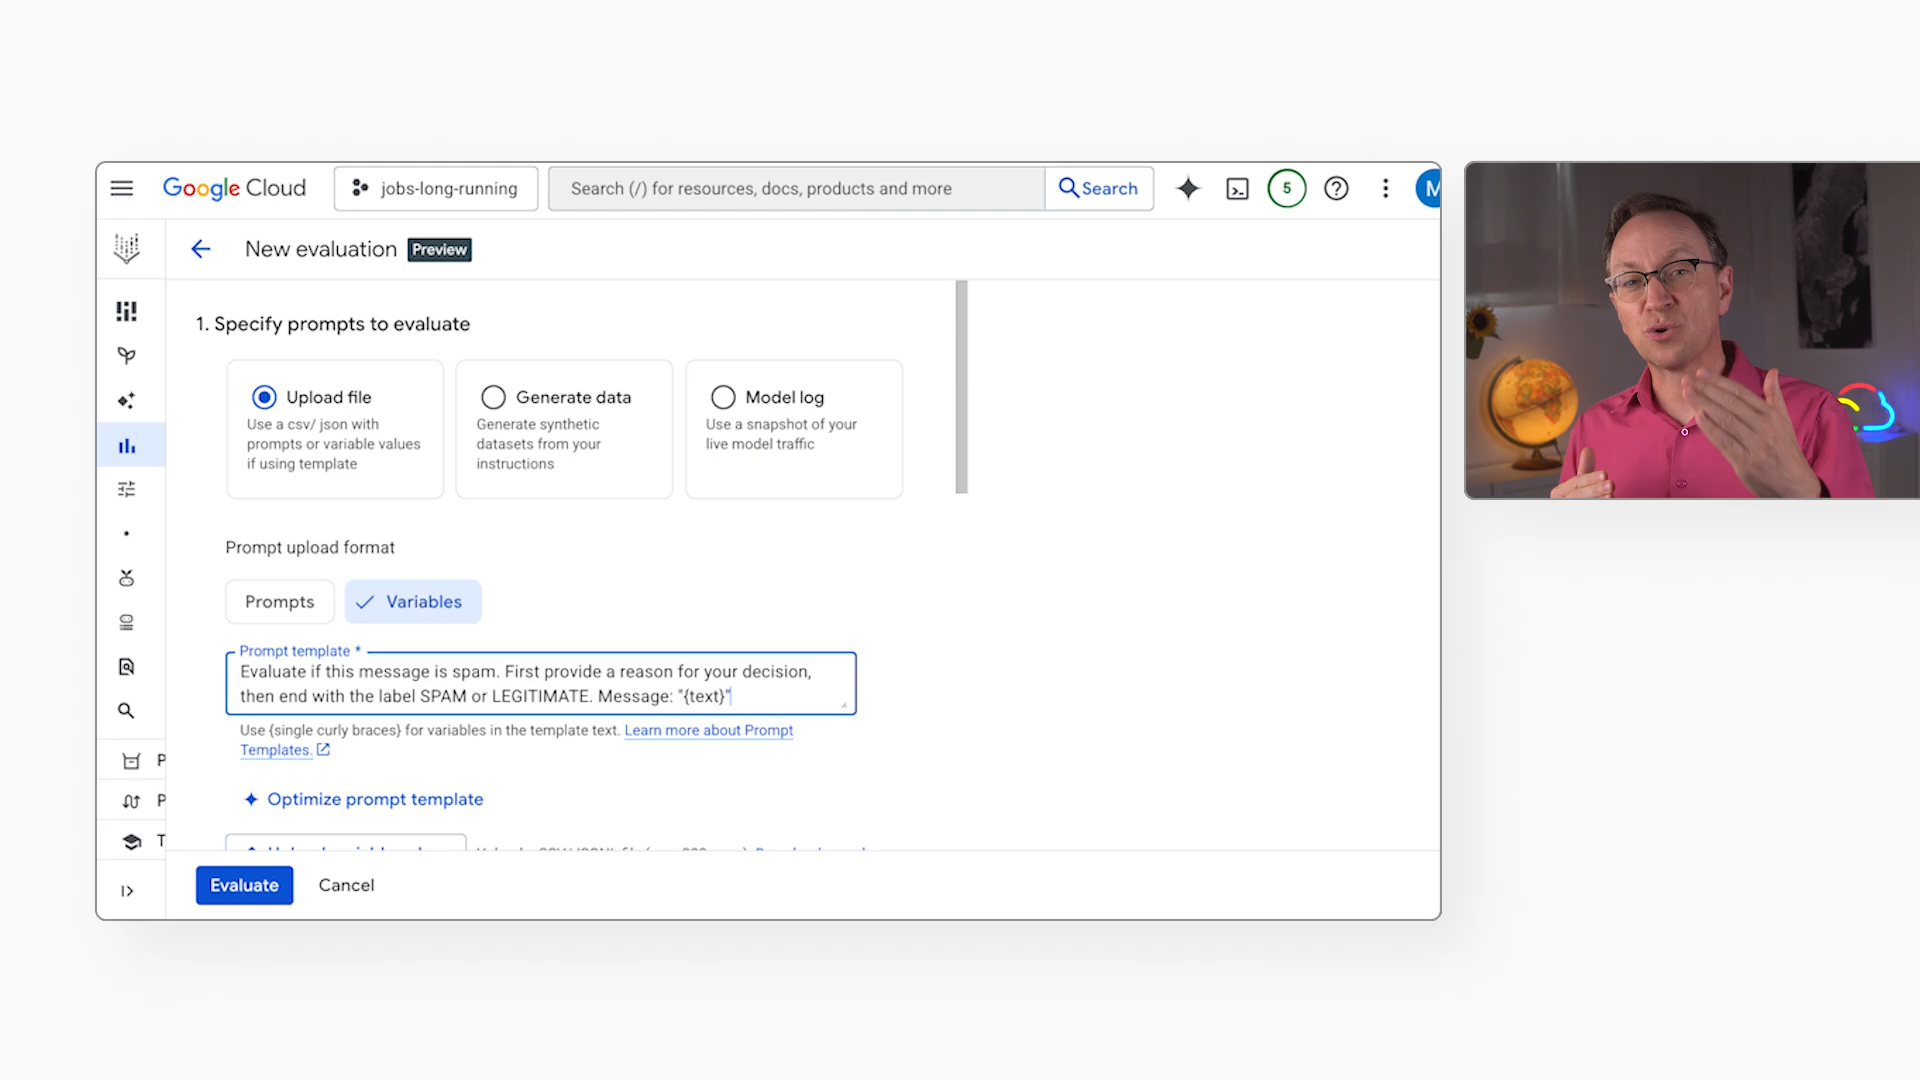 Google Cloud
jobs-long-running
Search (/) for resources, docs, products and more
Search
5
M
New evaluation
Preview
1. Specify prompts to evaluate
Upload file
Use a csv/ json with
prompts or variable values
if using template
Generate data
Generate synthetic
datasets from your
instructions
Model log
Use a snapshot of your
live model traffic
Prompt upload format
Prompts
Variables
Prompt template *
Evaluate if this message is spam. First provide a reason for your decision,
then end with the label SPAM or LEGITIMATE. Message: "{text}"
Use {single curly braces} for variables in the template text. Learn more about Prompt
Templates.
Optimize prompt template
P
P
T
Evaluate
Cancel